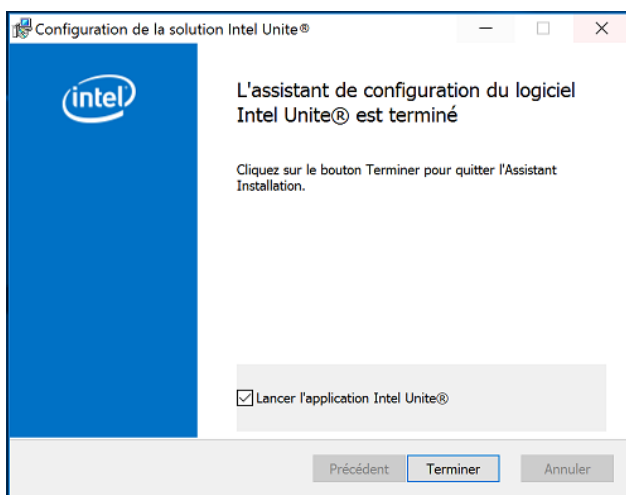 Configuration de la solution Intel Unite®
intel
L'assistant de configuration du logiciel
Intel Unite® est terminé
Cliquez sur le bouton Terminer pour quitter l'Assistant
Installation.
Lancer l'application Intel Unite®
Précédent Terminer Annuler